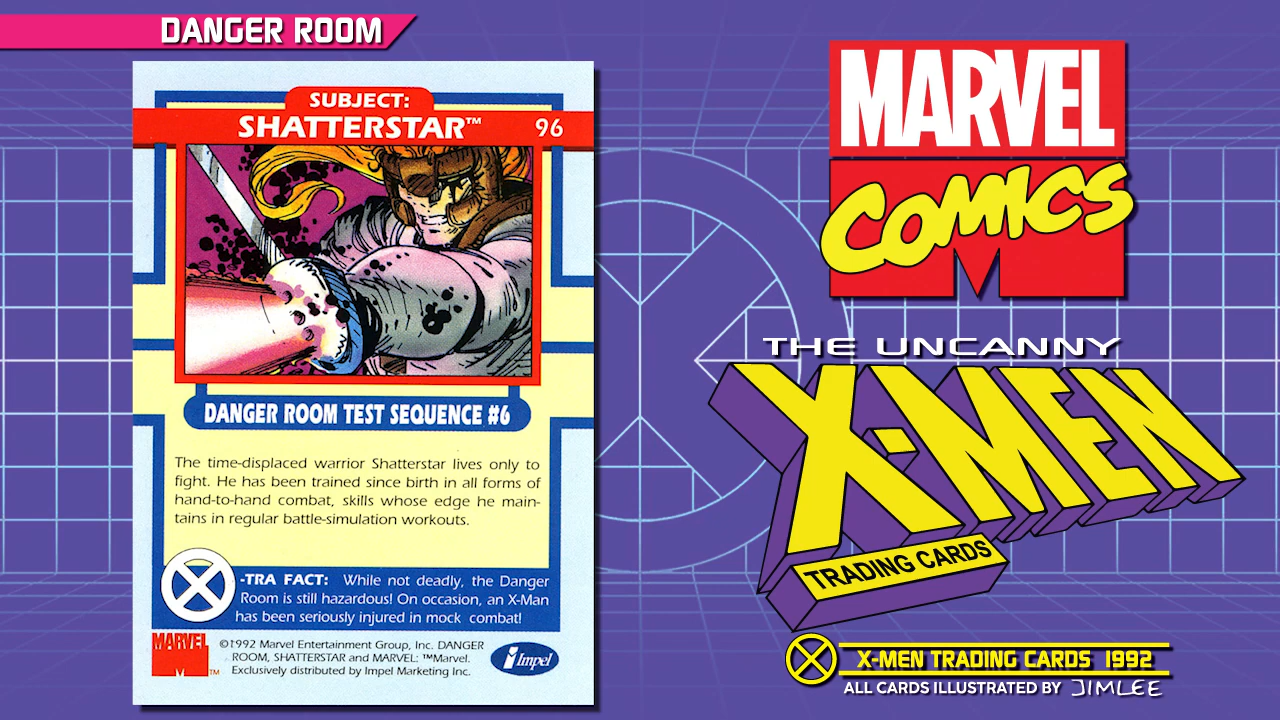 DANGER ROOM
SUBJECT:
SHATTERSTAR™
96
DANGER ROOM TEST SEQUENCE #6
The time-displaced warrior Shatterstar lives only to
fight. He has been trained since birth in all forms of
hand-to-hand combat, skills whose edge he main-
tains in regular battle-simulation workouts.
X-TRA FACT: While not deadly, the Danger
Room is still hazardous! On occasion, an X-Man
has been seriously injured in mock combat!
MARVEL
M™
©1992 Marvel Entertainment Group, Inc. DANGER
ROOM, SHATTERSTAR and MARVEL: ™Marvel.
Exclusively distributed by Impel Marketing Inc.
Impel
MARVEL
COMICS
M
THE UNCANNY
X-MEN
TRADING CARDS
X-MEN TRADING CARDS 1992
ALL CARDS ILLUSTRATED BY JIMLEE